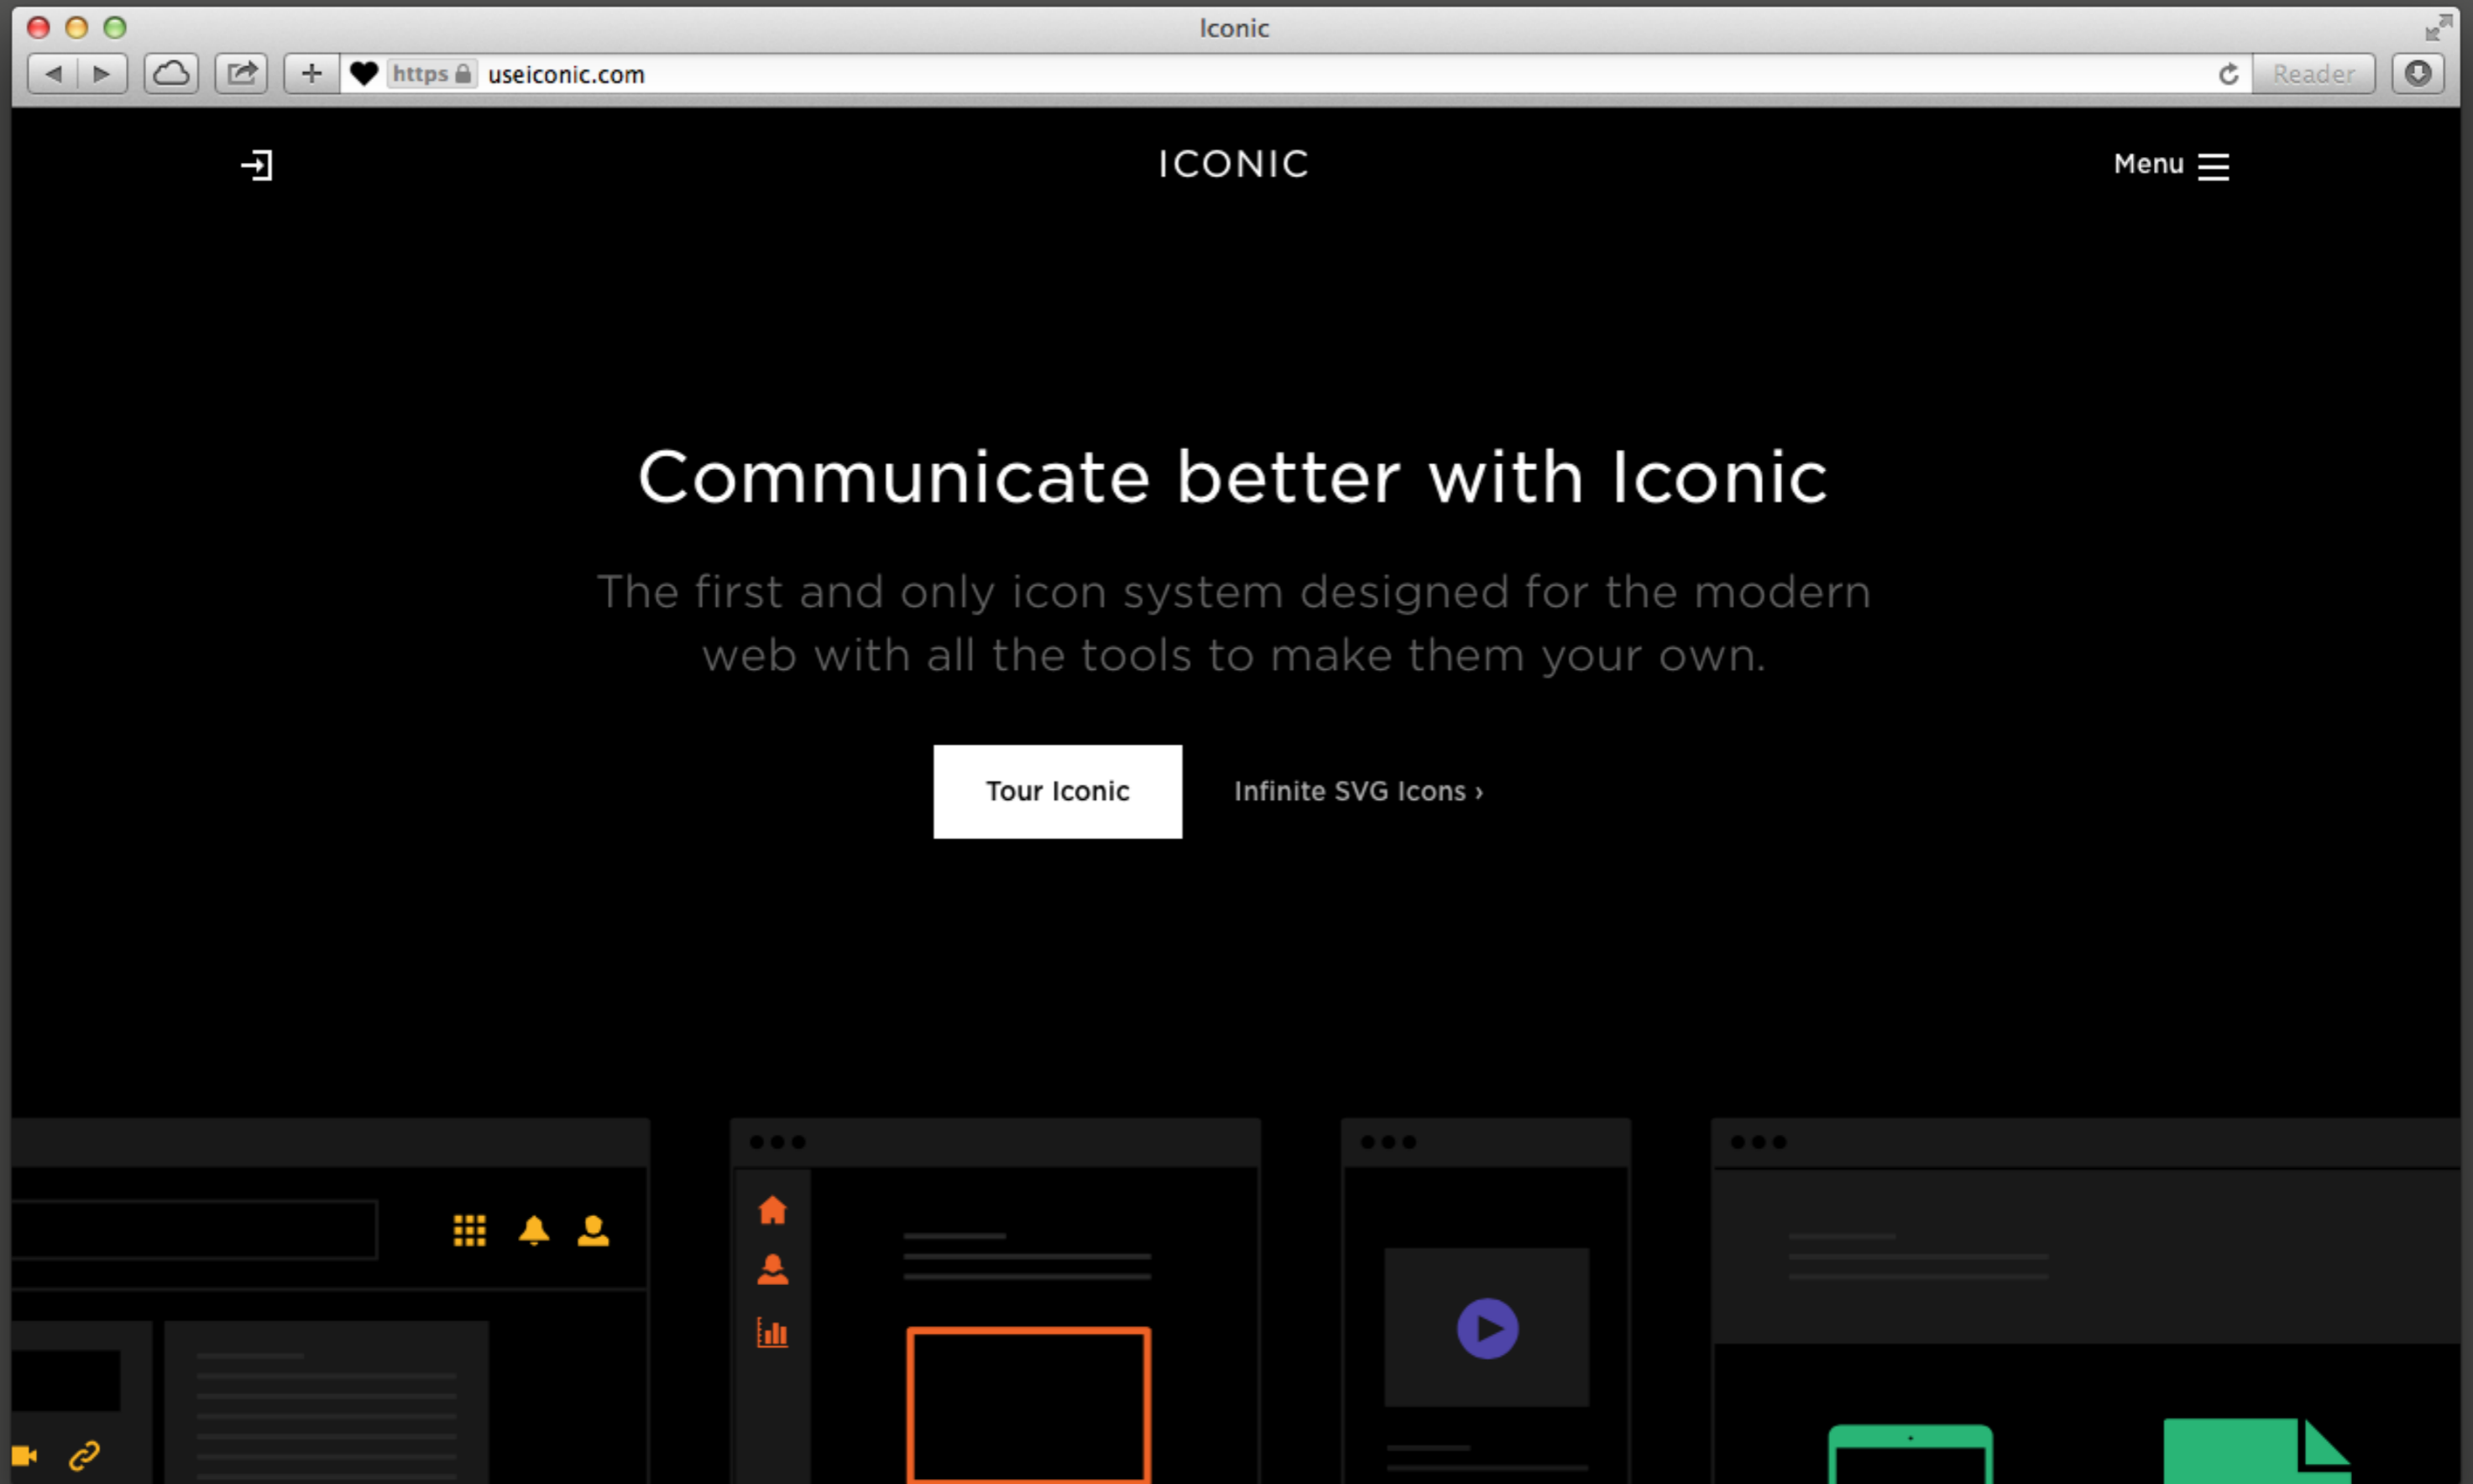 Iconic
https useiconic.com Reader
ICONIC Menu
Communicate better with Iconic
The first and only icon system designed for the modern
web with all the tools to make them your own.
Tour Iconic Infinite SVG Icons ›